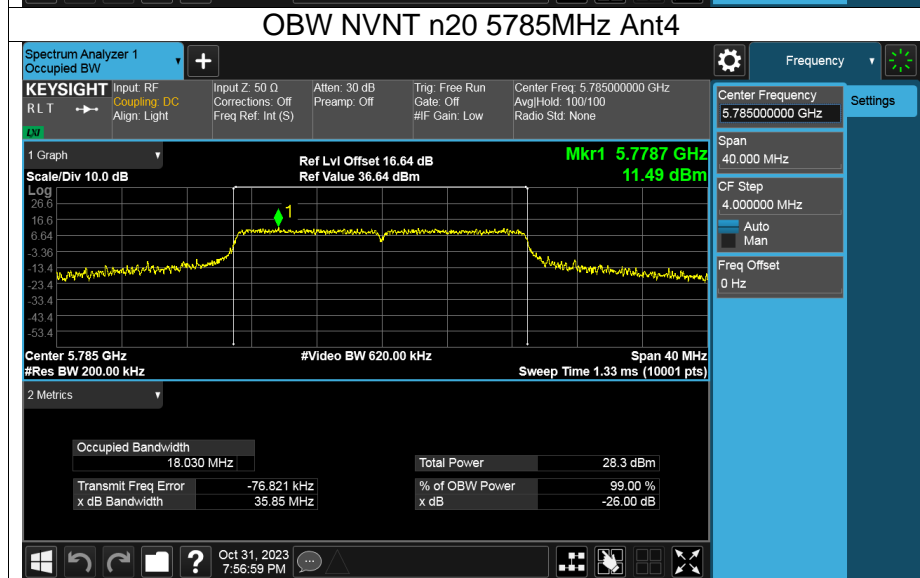 OBW NVNT n20 5785MHz Ant4
Spectrum Analyzer 1
Occupied BW
+
Frequency
KEYSIGHT
Input: RF
Input Z: 50 Ω
Atten: 30 dB
Trig: Free Run
Center Freq: 5.785000000 GHz
RLT
Coupling: DC
Corrections: Off
Preamp: Off
Gate: Off
Avg|Hold: 100/100
Align: Light
Freq Ref: Int (S)
#IF Gain: Low
Radio Std: None
LXI
Center Frequency
5.785000000 GHz
Settings
Span
40.000 MHz
CF Step
4.000000 MHz
Auto
Man
Freq Offset
0 Hz
1 Graph
Ref Lvl Offset 16.64 dB
Mkr1 5.7787 GHz
Scale/Div 10.0 dB
Ref Value 36.64 dBm
11.49 dBm
Log
26.6
16.6
6.64
-3.36
-13.4
-23.4
-33.4
-43.4
-53.4
1
Center 5.785 GHz
#Video BW 620.00 kHz
Span 40 MHz
#Res BW 200.00 kHz
Sweep Time 1.33 ms (10001 pts)
2 Metrics
Occupied Bandwidth
18.030 MHz
Total Power 28.3 dBm
Transmit Freq Error -76.821 kHz
% of OBW Power 99.00 %
x dB Bandwidth 35.85 MHz
x dB -26.00 dB
?
Oct 31, 2023
7:56:59 PM